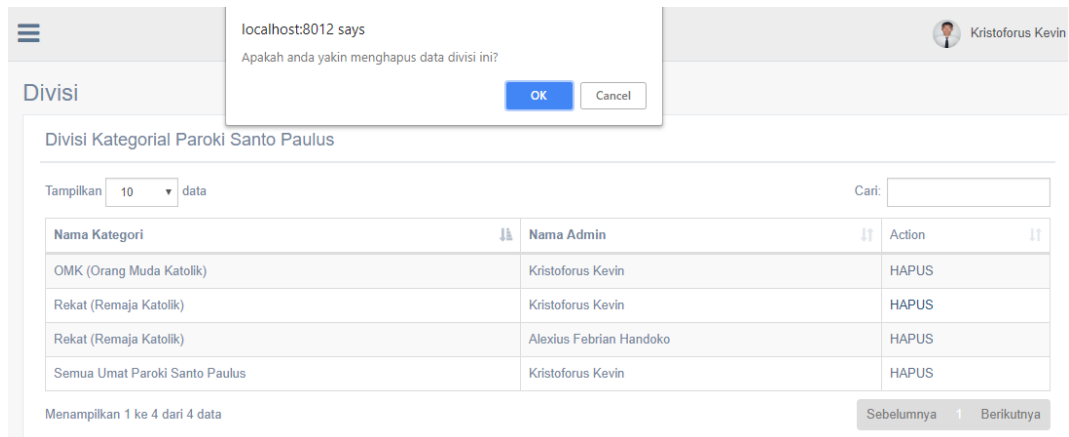 localhost:8012 says
Kristoforus Kevin
Apakah anda yakin menghapus data divisi ini?
OK Cancel
Divisi
Divisi Kategorial Paroki Santo Paulus
Tampilkan 10 data Cari:
Nama Kategori Nama Admin Action
OMK (Orang Muda Katolik) Kristoforus Kevin HAPUS
Rekat (Remaja Katolik) Kristoforus Kevin HAPUS
Rekat (Remaja Katolik) Alexius Febrian Handoko HAPUS
Semua Umat Paroki Santo Paulus Kristoforus Kevin HAPUS
Menampilkan 1 ke 4 dari 4 data Sebelumnya 1 Berikutnya